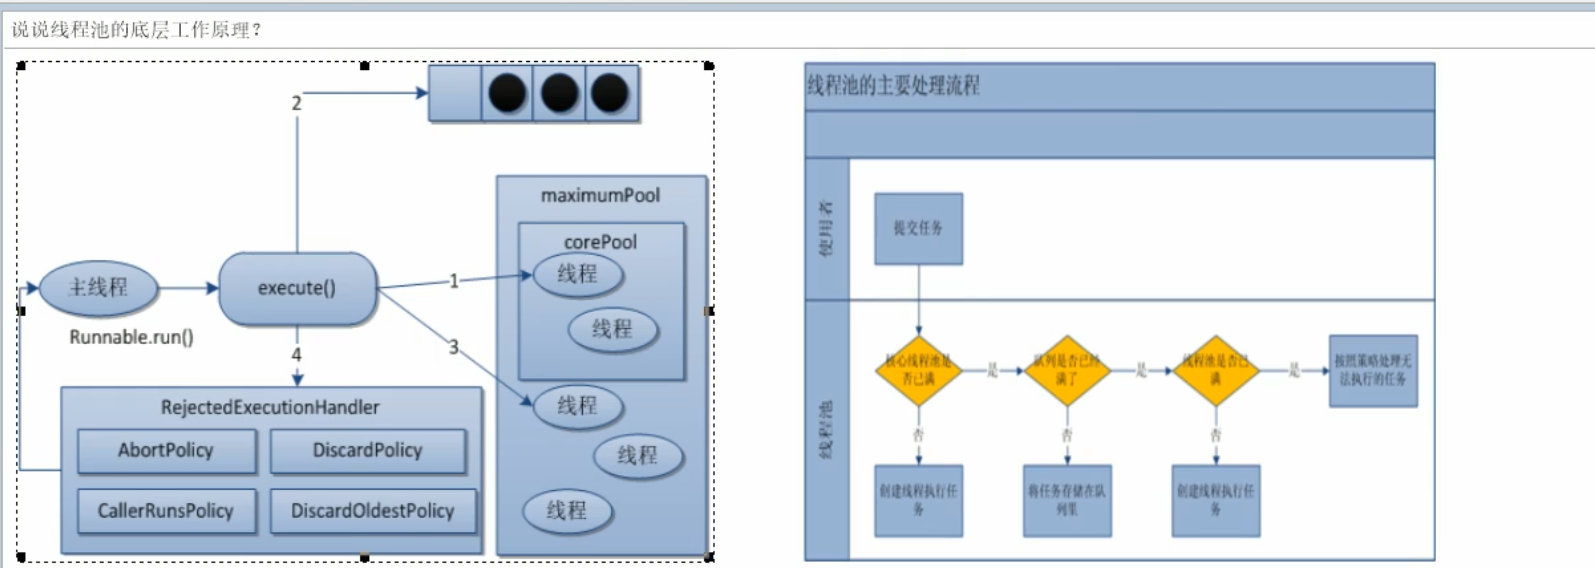 说说线程池的底层工作原理?
2
maximumPool
corePool
线程
线程
主线程
execute()
1
Runnable.run()
3
4
线程
线程
线程
RejectedExecutionHandler
AbortPolicy
DiscardPolicy
CallerRunsPolicy
DiscardOldestPolicy
线程池的主要处理流程
使用者
提交任务
线程池
核心线程池是
否已满
是
队列是否已经
满了
是
线程池是否已
满
是
按照策略处理无
法执行的任务
否
否
否
创建线程执行任
务
将任务存储在队
列里
创建线程执行任
务